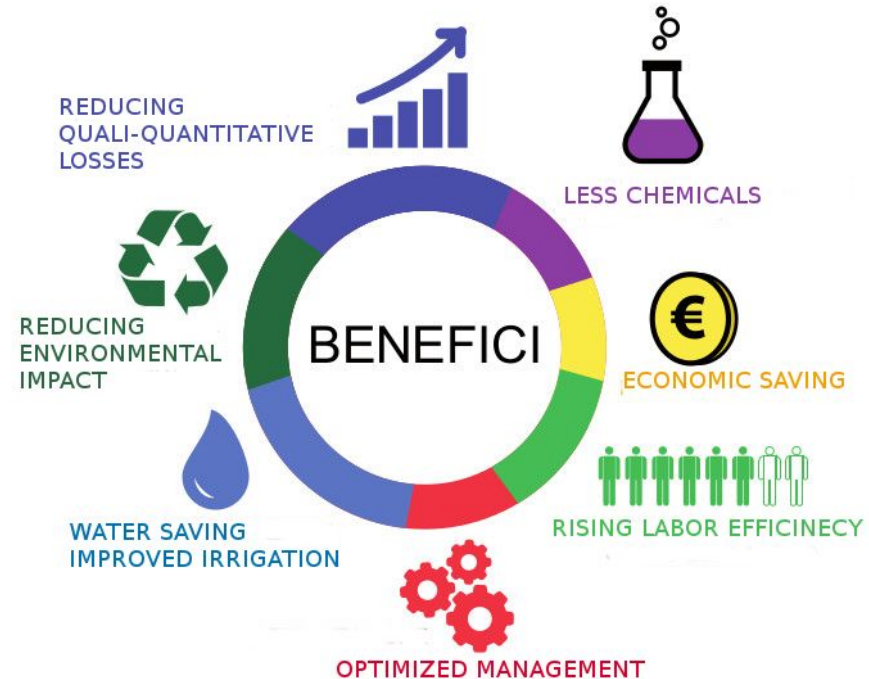 REDUCING
QUALI-QUANTITATIVE
LOSSES
LESS CHEMICALS
REDUCING
ENVIRONMENTAL
IMPACT
BENEFICI
€
ECONOMIC SAVING
WATER SAVING
IMPROVED IRRIGATION
RISING LABOR EFFICINECY
OPTIMIZED MANAGEMENT